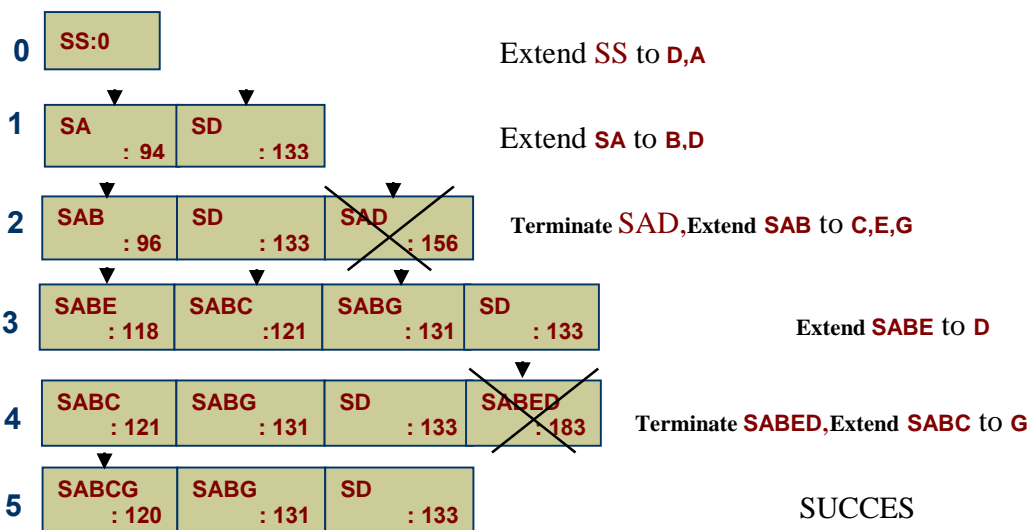 0 SS:0 Extend SS to D,A
1 SA : 94 SD : 133 Extend SA to B,D
2 SAB : 96 SD : 133 SAD : 156 Terminate SAD,Extend SAB to C,E,G
3 SABE : 118 SABC :121 SABG : 131 SD : 133 Extend SABE to D
4 SABC : 121 SABG : 131 SD : 133 SABED : 183 Terminate SABED,Extend SABC to G
5 SABCG : 120 SABG : 131 SD : 133 SUCCES